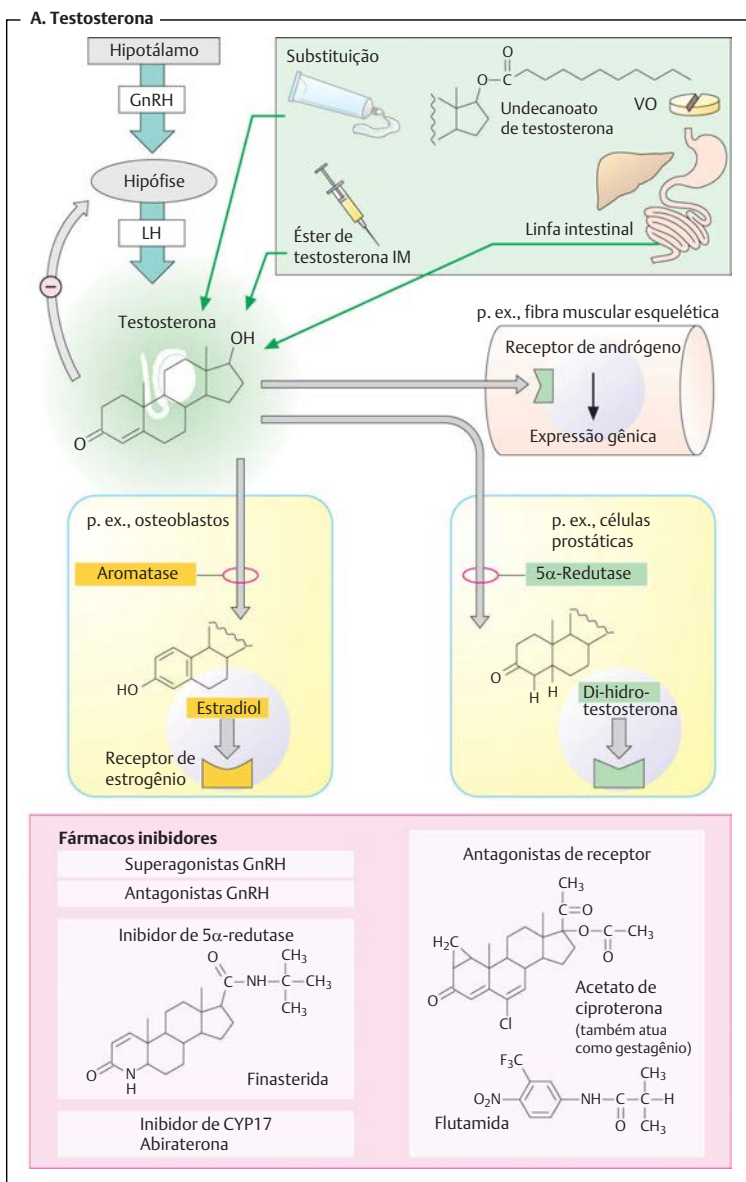 A. Testosterona
Hipotálamo
GnRH
Hipófise
LH
−
Testosterona
OH
O
Substituição
O
O
C
Undecanoato
de testosterona
VO
Éster de
testosterona IM
Linfa intestinal
p. ex., fibra muscular esquelética
Receptor de andrógeno
Expressão gênica
p. ex., osteoblastos
Aromatase
HO
Estradiol
Receptor de
estrogênio
p. ex., células
prostáticas
5α-Redutase
O
H
H
Di-hidro-
testosterona
Fármacos inibidores
Superagonistas GnRH
Antagonistas GnRH
Inibidor de 5α-redutase
O
CH₃
C
NH
C
CH₃
CH₃
O
N
H
Finasterida
Inibidor de CYP17
Abiraterona
Antagonistas de receptor
CH₃
C=O
O
C
CH₃
O
H₂C
O
Cl
Acetato de
ciproterona
(também atua
como gestagênio)
F₃C
CH₃
O₂N
NH
C
C
H
O
CH₃
Flutamida